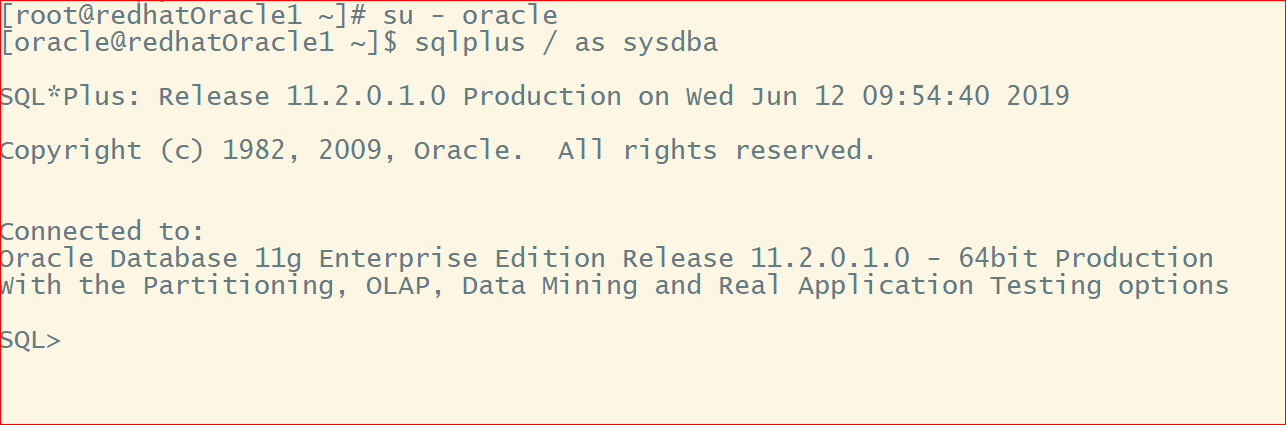 [root@redhatOracle1 ~]# su - oracle
[oracle@redhatOracle1 ~]$ sqlplus / as sysdba
SQL*Plus: Release 11.2.0.1.0 Production on Wed Jun 12 09:54:40 2019
Copyright (c) 1982, 2009, Oracle.  All rights reserved.
Connected to:
Oracle Database 11g Enterprise Edition Release 11.2.0.1.0 - 64bit Production
With the Partitioning, OLAP, Data Mining and Real Application Testing options
SQL>